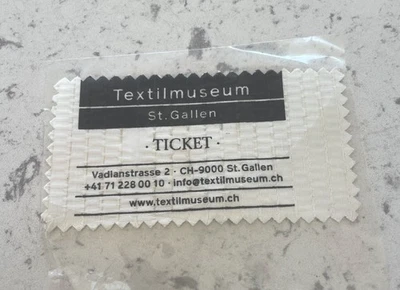 Textilmuseum
St. Gallen
· TICKET ·
Vadianstrasse 2 · CH-9000 St. Gallen
+41 71 228 00 10 · info@textilmuseum.ch
www.textilmuseum.ch